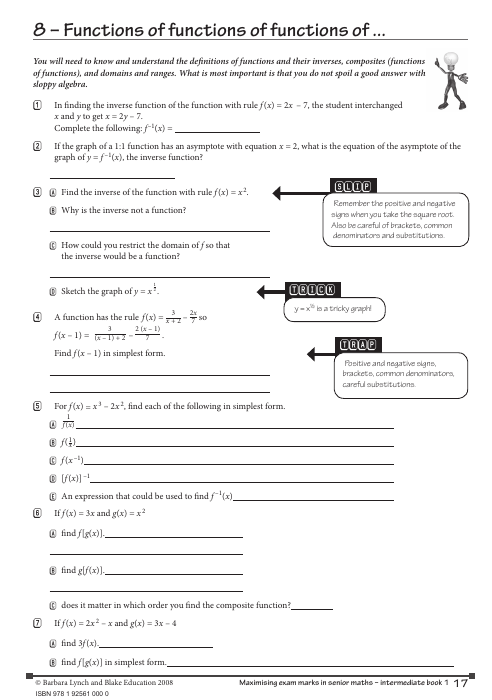 8 – Functions of functions of functions of ...
You will need to know and understand the definitions of functions and their inverses, composites (functions
of functions), and domains and ranges. What is most important is that you do not spoil a good answer with
sloppy algebra.
1 In finding the inverse function of the function with rule f(x) = 2x – 7, the student interchanged
x and y to get x = 2y – 7.
Complete the following: f⁻¹(x) =
2 If the graph of a 1:1 function has an asymptote with equation x = 2, what is the equation of the asymptote of the
graph of y = f⁻¹(x), the inverse function?
SLIP
3 A Find the inverse of the function with rule f(x) = x².
Remember the positive and negative
signs when you take the square root.
Also be careful of brackets, common
denominators and substitutions.
B Why is the inverse not a function?
C How could you restrict the domain of f so that
the inverse would be a function?
TRICK
D Sketch the graph of y = x^(1/3).
y = x^⅓ is a tricky graph!
4 A function has the rule f(x) = 3/(x + 2) – 2x/7 so
f(x – 1) = 3/((x – 1) + 2) – 2(x – 1)/7.
TRAP
Find f(x – 1) in simplest form.
Positive and negative signs,
brackets, common denominators,
careful substitutions.
5 For f(x) = x³ – 2x², find each of the following in simplest form.
A 1/f(x)
B f(1/x)
C f(x⁻¹)
D [f(x)]⁻¹
E An expression that could be used to find f⁻¹(x)
6 If f(x) = 3x and g(x) = x²
A find f[g(x)].
B find g[f(x)].
C does it matter in which order you find the composite function?
7 If f(x) = 2x² – x and g(x) = 3x – 4
A find 3f(x).
B find f[g(x)] in simplest form.
© Barbara Lynch and Blake Education 2008
Maximising exam marks in senior maths – intermediate book 1 17
ISBN 978 1 92561 000 0